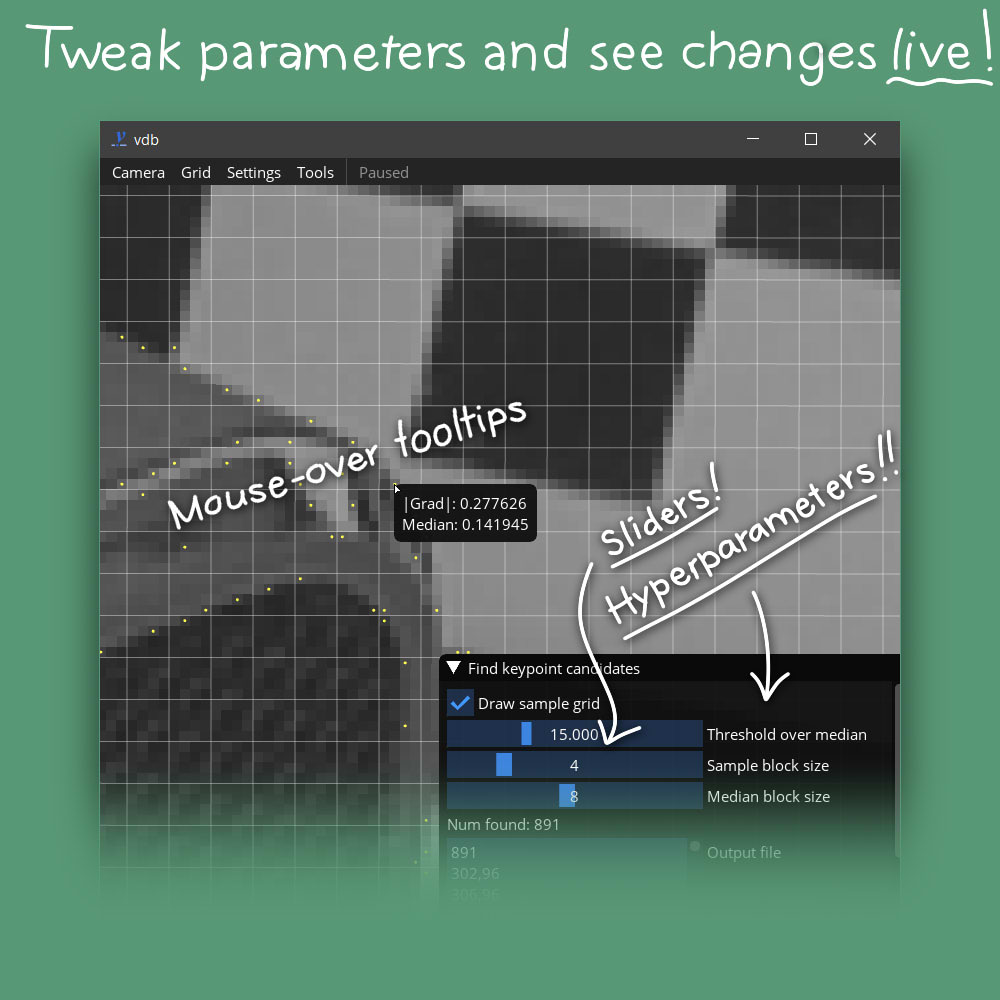 Tweak parameters and see changes live!
vdb
Camera Grid Settings Tools Paused
Mouse-over tooltips
|Grad|: 0.277626
Median: 0.141945
Sliders!
Hyperparameters!!
Find keypoint candidates
Draw sample grid
15.000 Threshold over median
4 Sample block size
8 Median block size
Num found: 891
891 Output file
302,96
306,96